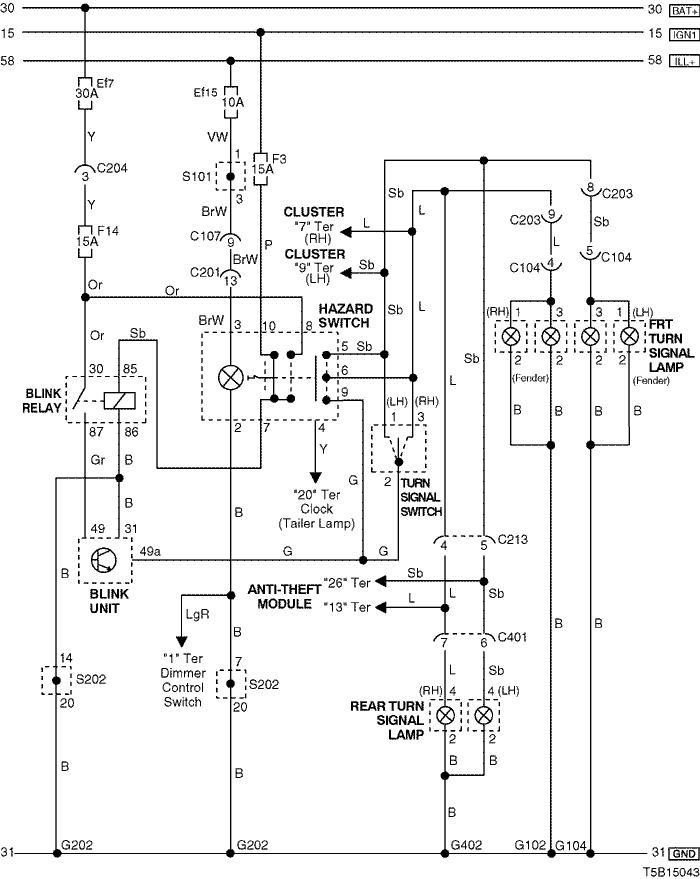 30 30 BAT+
15 15 IGN1
58 58 ILL+
Ef7
30A
Ef15
10A
Y
VW
F3
15A
1
S101
3
C204
3
8
C203
Y
BrW
Sb
L
CLUSTER
"7" Ter
(RH)
L
9
C203
Sb
F14
15A
C107
9
P
BrW
L
5
C104
CLUSTER
"9" Ter
(LH)
Sb
C104
4
C201
13
Or
Or
Sb
L
HAZARD
SWITCH
BrW
3
10
8
(RH)
1
3
3
1
(LH)
FRT
TURN
SIGNAL
LAMP
Or
Sb
5
Sb
Sb
2
2
2
2
30
85
6
L
(Fender)
(Fender)
BLINK
RELAY
9
(LH)
(RH)
1
3
B
B
B
B
87
86
2
7
4
Y
Gr
B
G
2
TURN
SIGNAL
SWITCH
"20" Ter
Clock
(Tailer Lamp)
B
B
49
31
49a
G
G
4
5
C213
BLINK
UNIT
B
ANTI-THEFT
MODULE
"26" Ter
Sb
"13" Ter
L
L
Sb
LgR
B
B
B
7
6
C401
"1" Ter
Dimmer
Control
Switch
14
S202
20
7
S202
20
L
Sb
(RH)
4
4
(LH)
REAR TURN
SIGNAL
LAMP
2
2
B
B
B
B
B
G202
G202
G402
G102
G104
31 31 GND
T5B15043